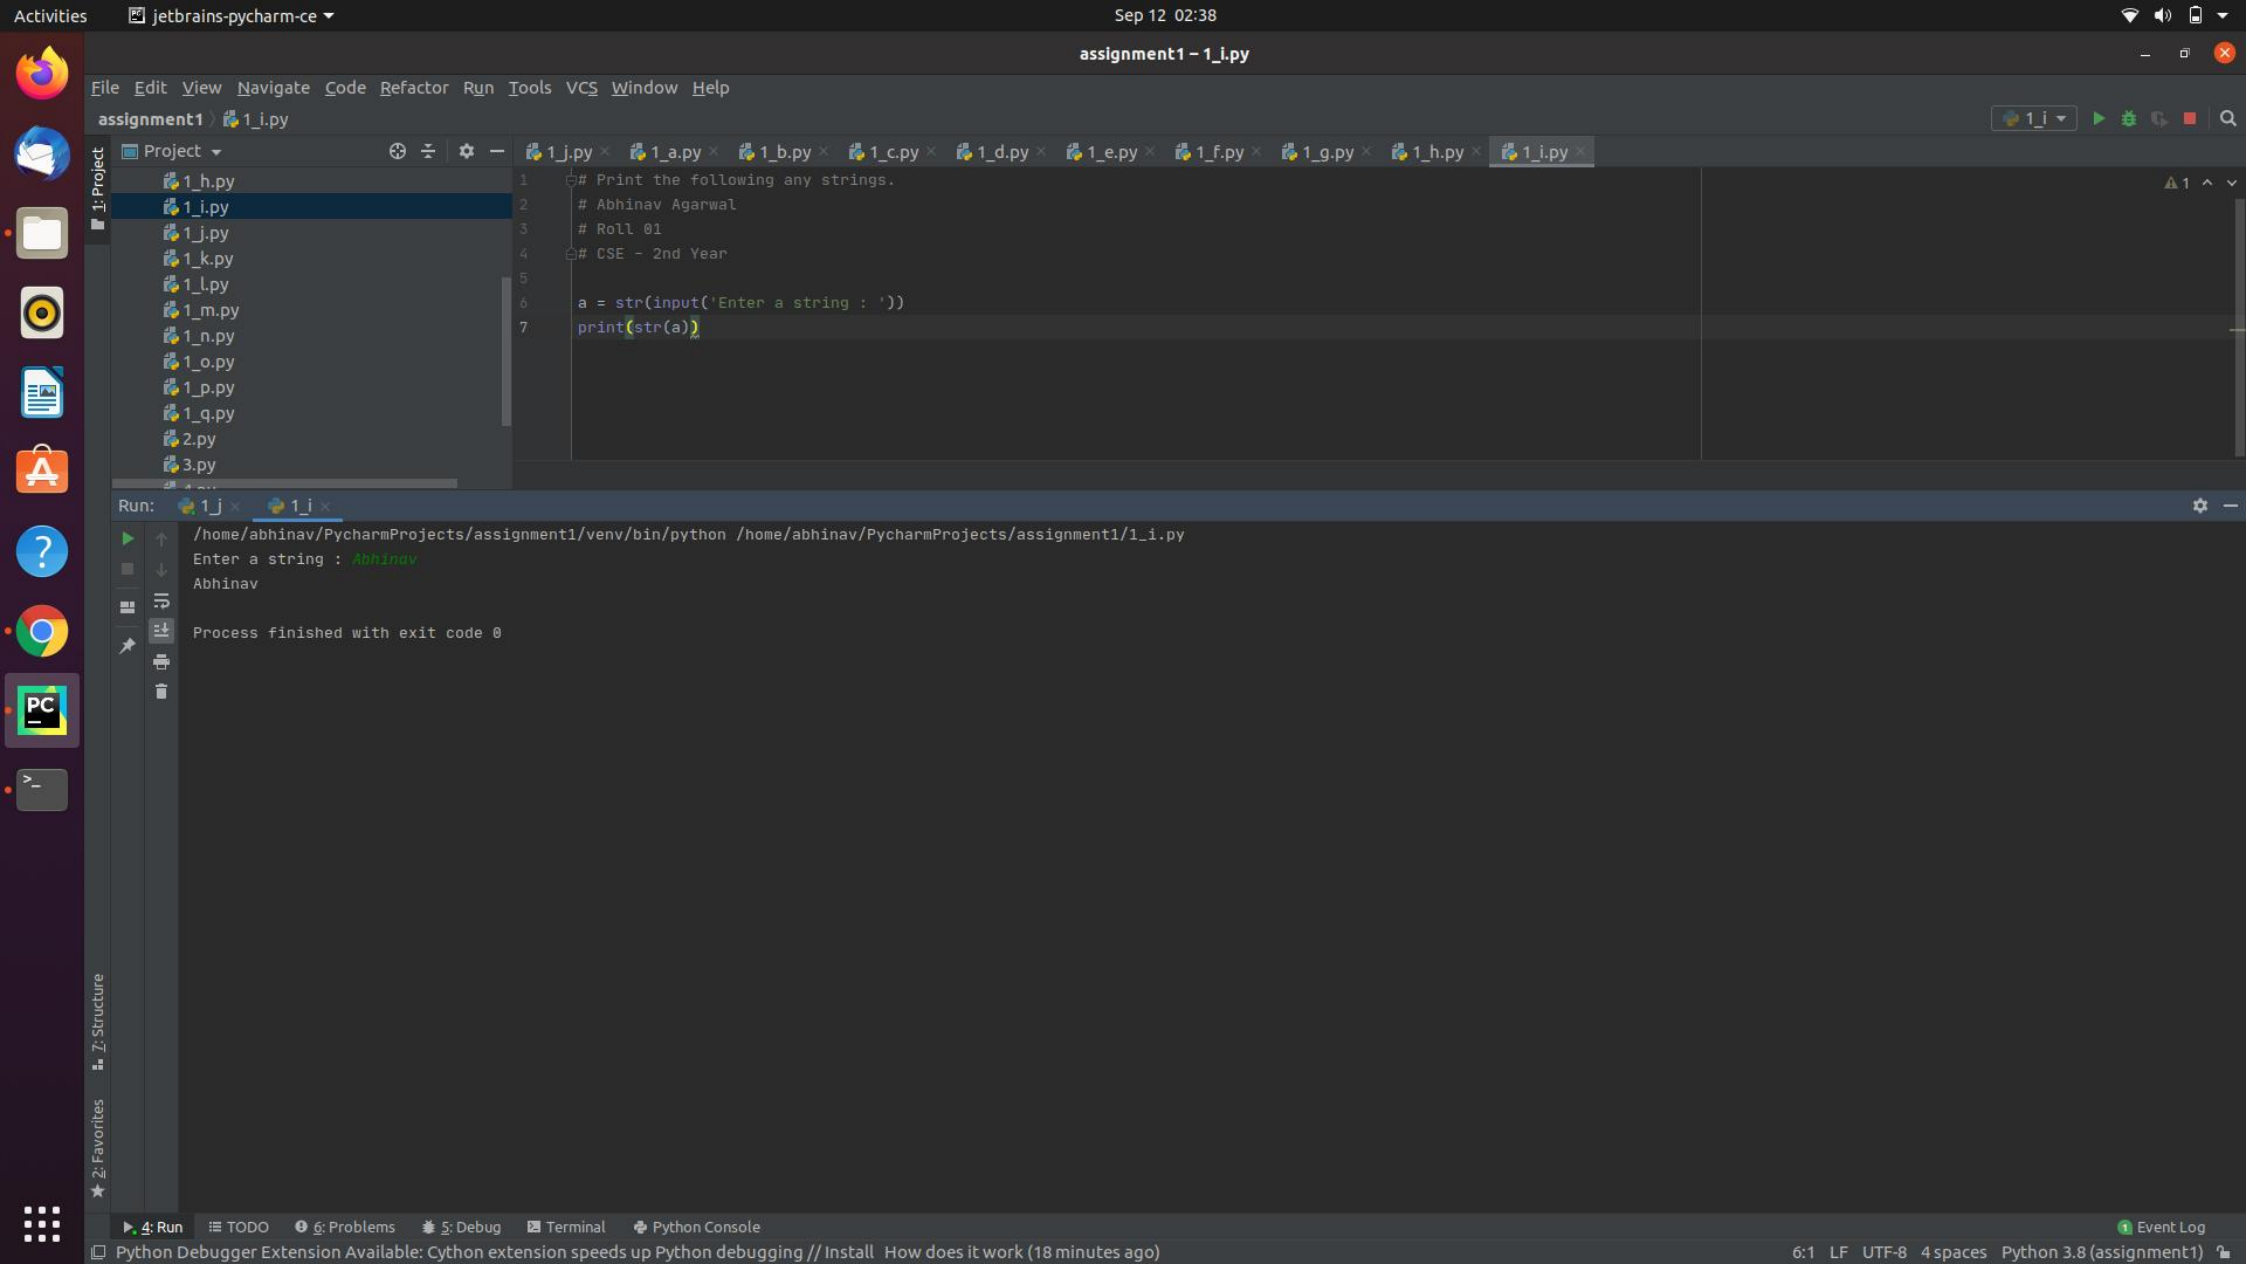 Activities jetbrains-pycharm-ce Sep 12 02:38
assignment1 – 1_i.py
File Edit View Navigate Code Refactor Run Tools VCS Window Help
assignment1 1_i.py 1_i
1: Project
Project
1_j.py 1_a.py 1_b.py 1_c.py 1_d.py 1_e.py 1_f.py 1_g.py 1_h.py 1_i.py
1_h.py
1_i.py
1_j.py
1_k.py
1_l.py
1_m.py
1_n.py
1_o.py
1_p.py
1_q.py
2.py
3.py
1 # Print the following any strings.
2 # Abhinav Agarwal
3 # Roll 01
4 # CSE - 2nd Year
5
6 a = str(input('Enter a string : '))
7 print(str(a))
1
Run: 1_j 1_i
/home/abhinav/PycharmProjects/assignment1/venv/bin/python /home/abhinav/PycharmProjects/assignment1/1_i.py
Enter a string : Abhinav
Abhinav
Process finished with exit code 0
PC
7: Structure
2: Favorites
4: Run TODO 6: Problems 5: Debug Terminal Python Console 1 Event Log
Python Debugger Extension Available: Cython extension speeds up Python debugging // Install How does it work (18 minutes ago) 6:1 LF UTF-8 4 spaces Python 3.8 (assignment1)